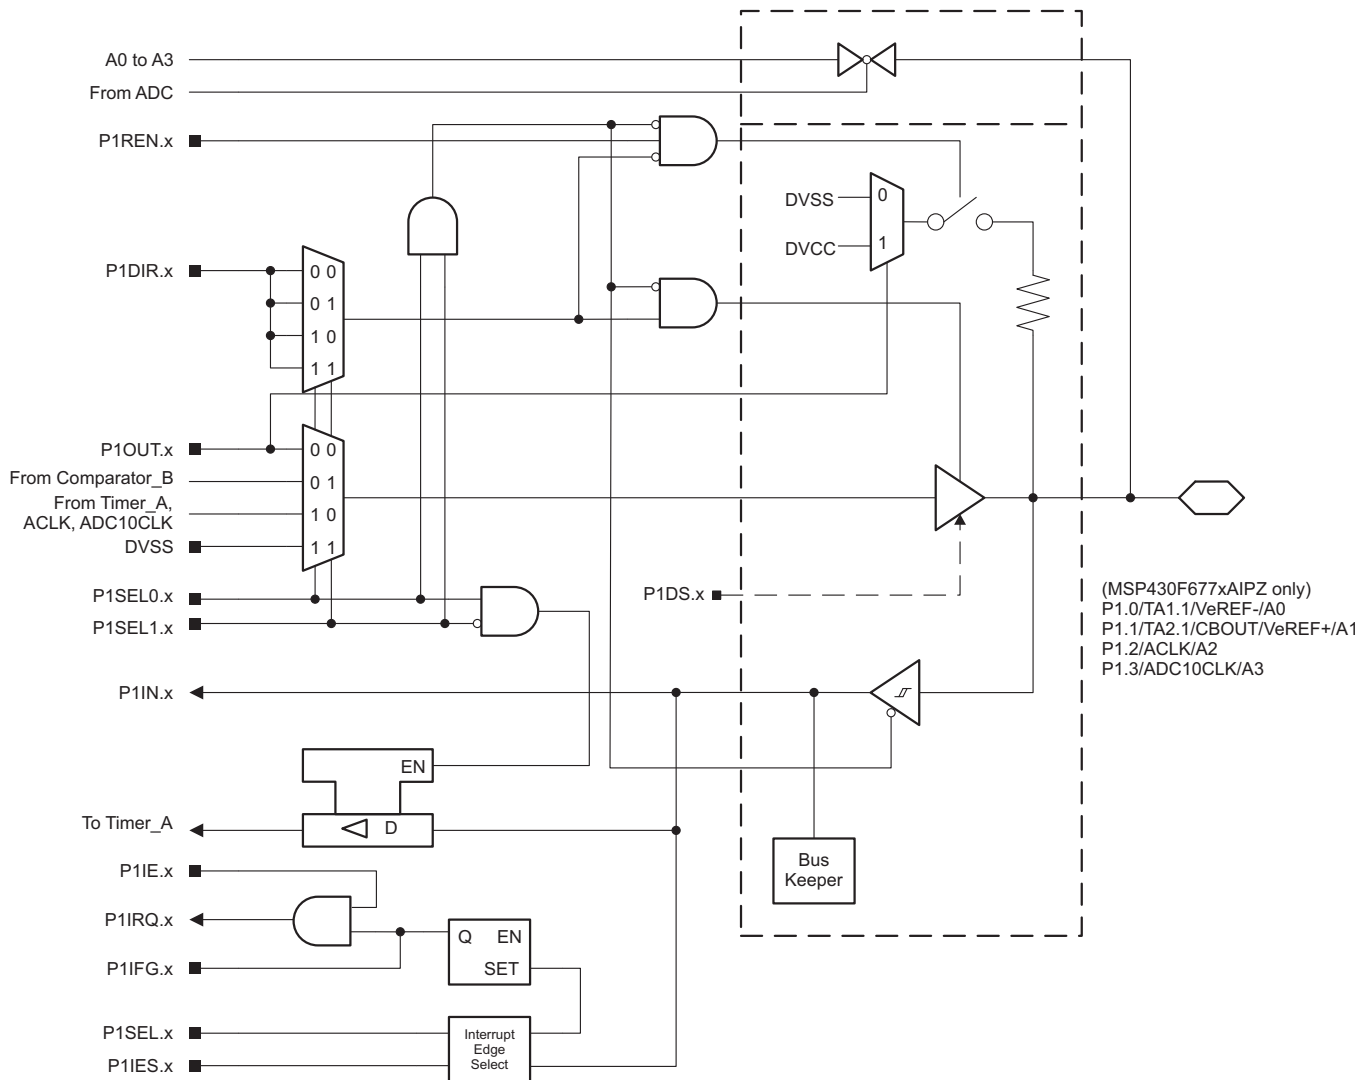 A0 to A3
From ADC
P1REN.x
DVSS
0
DVCC
1
P1DIR.x
0 0
0 1
1 0
1 1
P1OUT.x
0 0
From Comparator_B
0 1
From Timer_A,
ACLK, ADC10CLK
1 0
DVSS
1 1
P1SEL0.x
P1DS.x
P1SEL1.x
(MSP430F677xAIPZ only)
P1.0/TA1.1/VeREF-/A0
P1.1/TA2.1/CBOUT/VeREF+/A1
P1.2/ACLK/A2
P1.3/ADC10CLK/A3
P1IN.x
EN
To Timer_A
D
Bus
Keeper
P1IE.x
P1IRQ.x
Q EN
P1IFG.x
SET
P1SEL.x
P1IES.x
Interrupt
Edge
Select